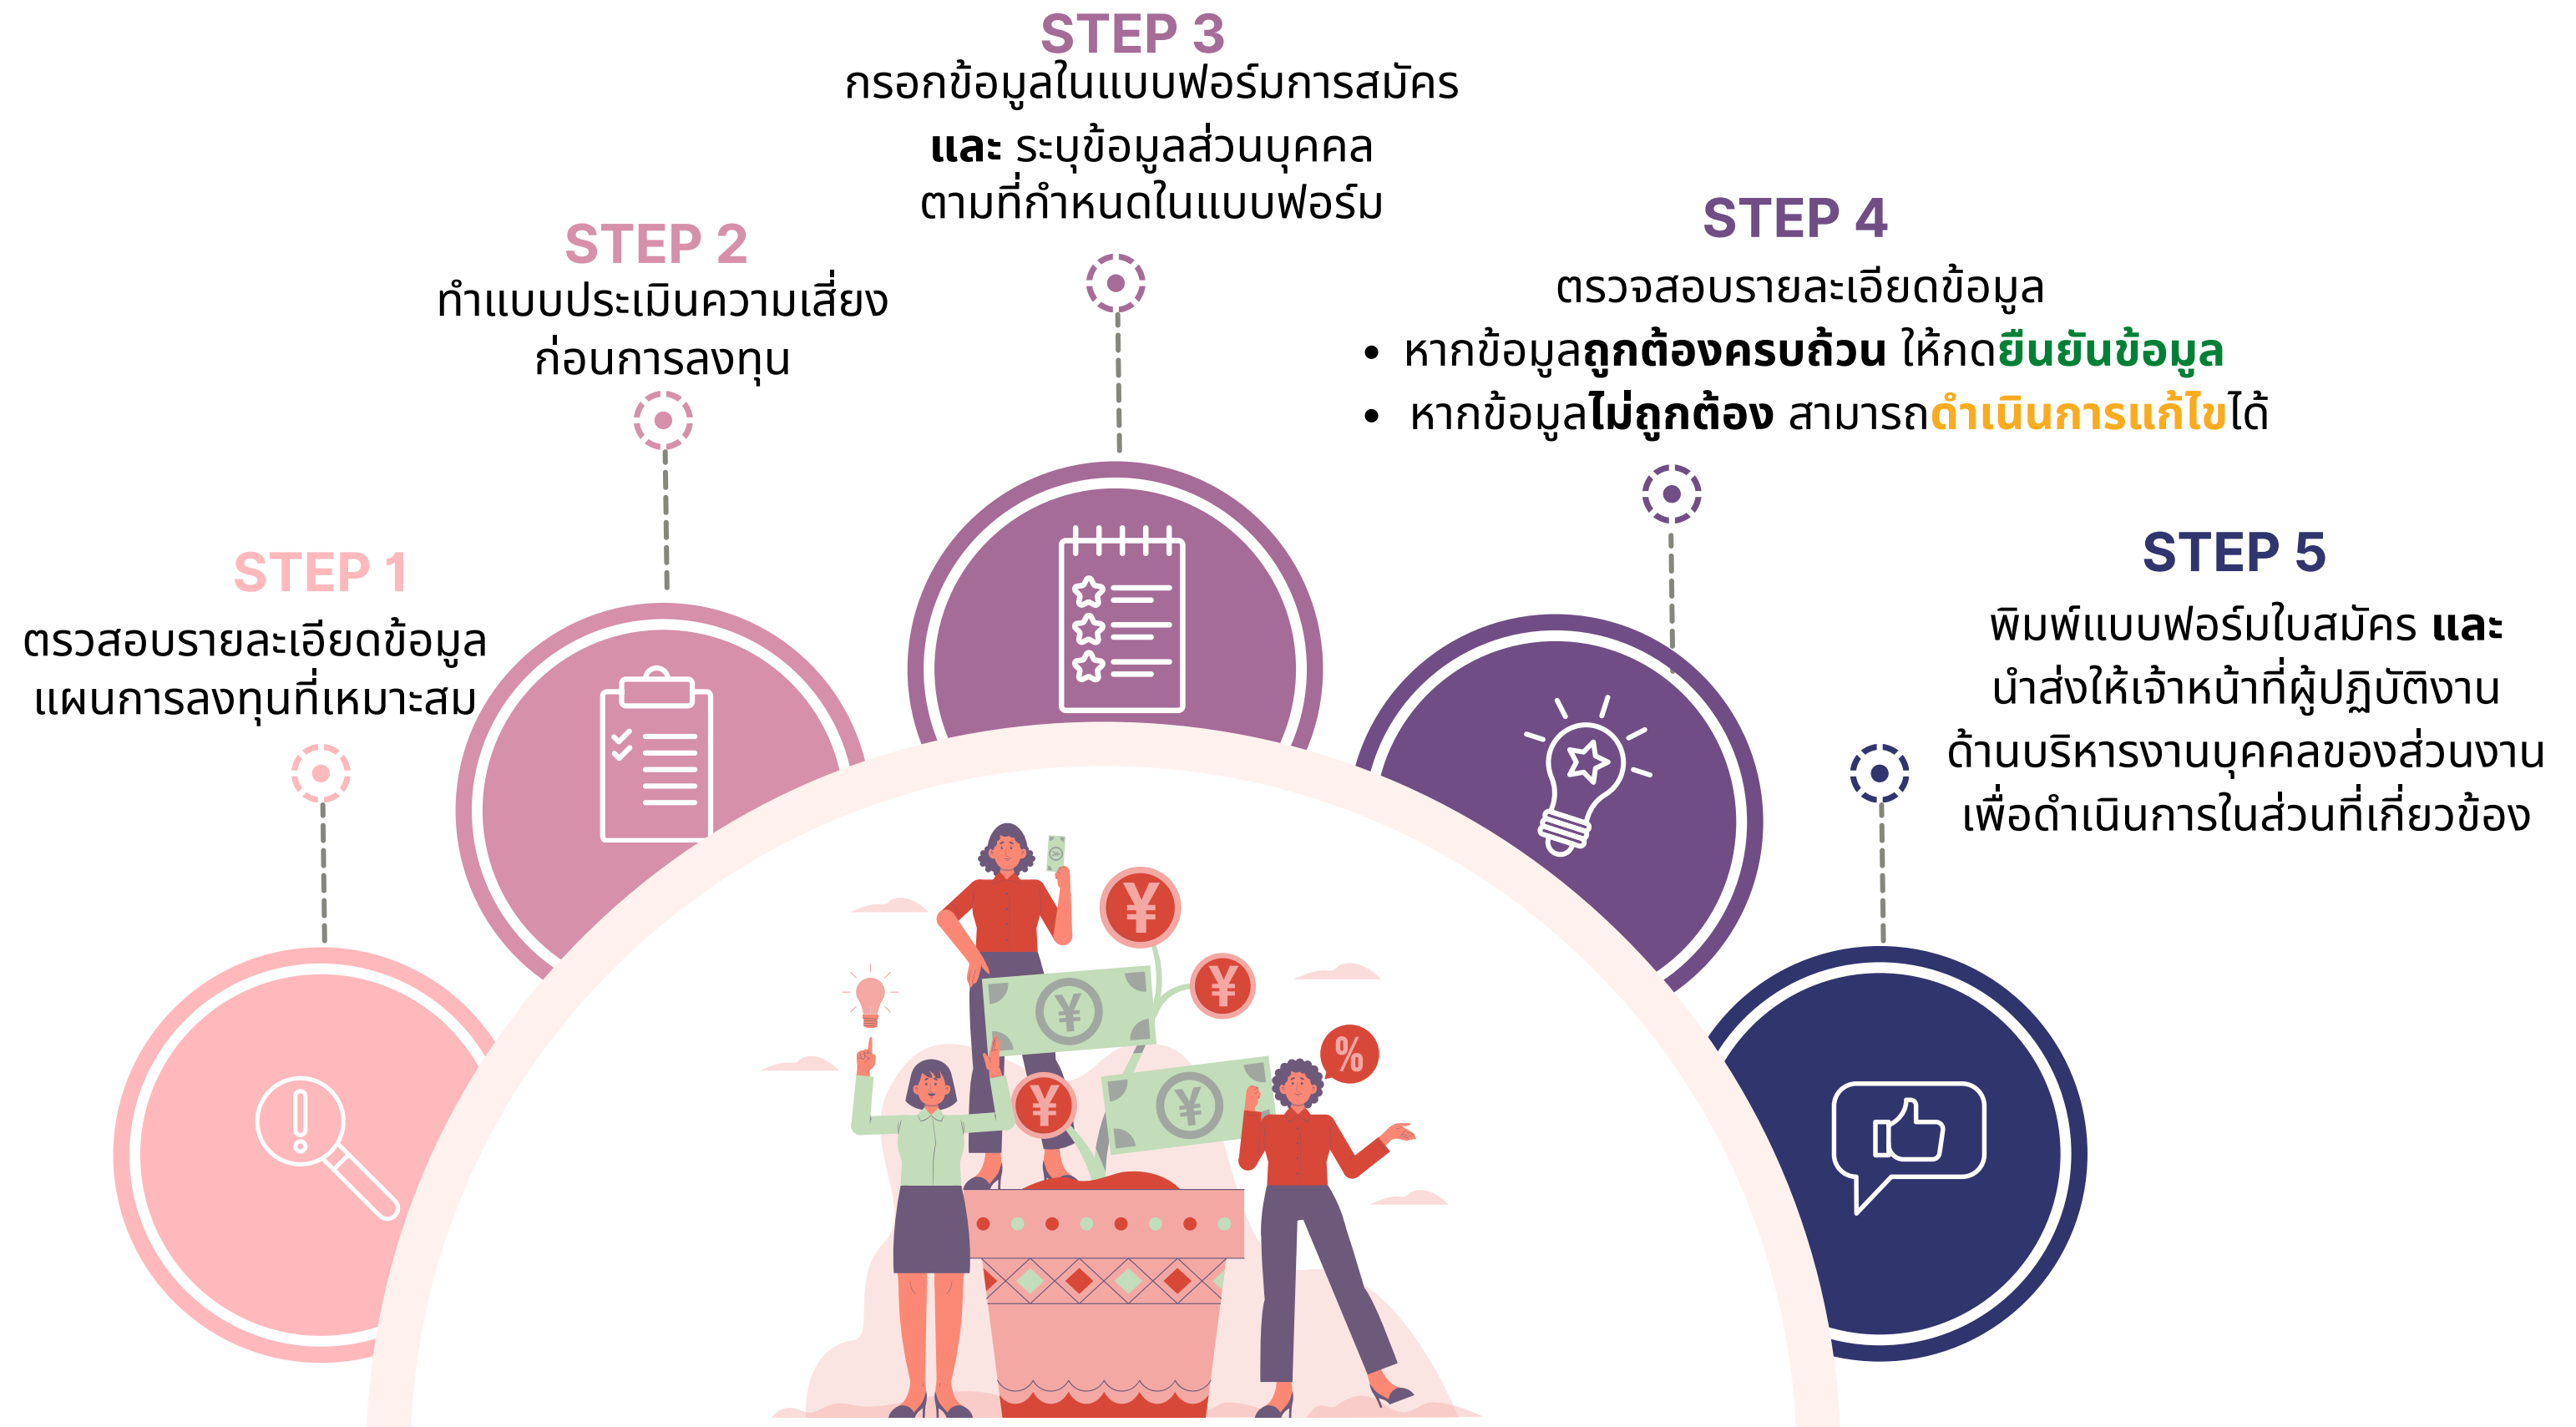 STEP 1
ตรวสอบรายละเอียดข้อมูล
แผนการลงทุนที่เหมาะสม
STEP 2
ทำแบบประเมินความเสี่ยง
ก่อนการลงทุน
STEP 3
กรอกข้อมูลในแบบฟอร์มการสมัคร
และ ระบุข้อมูลส่วนบุคคล
ตามที่กำหนดในแบบฟอร์ม
STEP 4
ตรวจสอบรายละเอียดข้อมูล
• หากข้อมูลถูกต้องครบถ้วน ให้กดยืนยันข้อมูล
• หากข้อมูลไม่ถูกต้อง สามารถดำเนินการแก้ไขได้
STEP 5
พิมพ์แบบฟอร์มใบสมัคร และ
นำส่งให้เจ้าหน้าที่ผู้ปฏิบัติงาน
ด้านบริหารงานบุคคลของส่วนงาน
เพื่อดำเนินการในส่วนที่เกี่ยวข้อง
¥
¥
¥
%
¥
¥